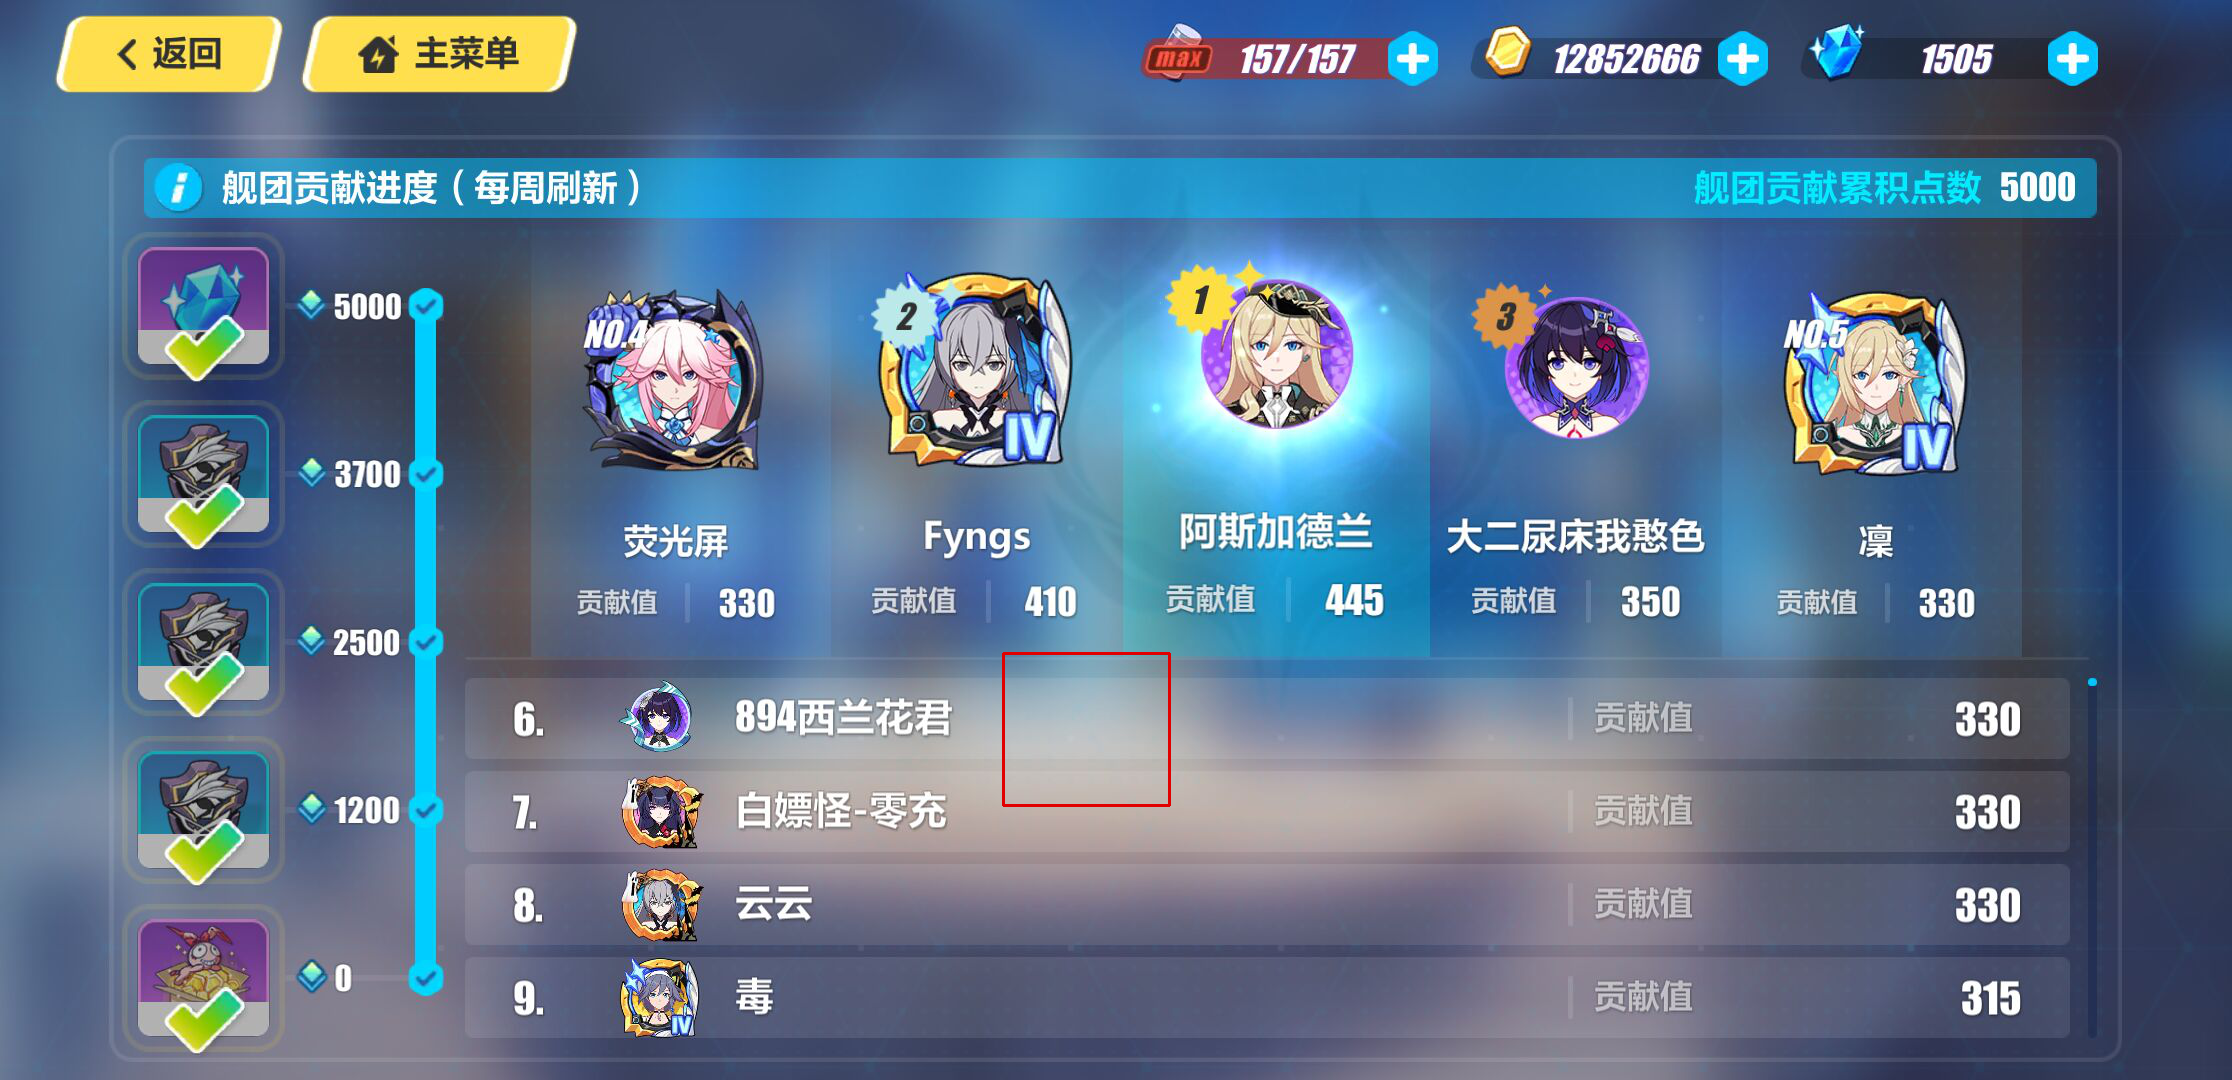 返回
主菜单
max 157/157
12852666
1505
舰团贡献进度（每周刷新）
舰团贡献累积点数 5000
5000
3700
2500
1200
0
NO.4
荧光屏
贡献值 330
2
IV
Fyngs
贡献值 410
1
阿斯加德兰
贡献值 445
3
大二尿床我憨色
贡献值 350
NO.5
IV
凜
贡献值 330
6. 894西兰花君 贡献值 330
7. 白嫖怪-零充 贡献值 330
8. 云云 贡献值 330
9. IV 毒 贡献值 315